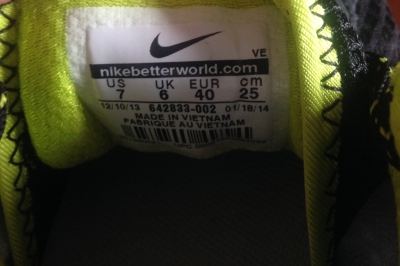 VE
nikebetterworld.com
US UK EUR cm
7 6 40 25
12/10/13 642833-002 01/18/14
MADE IN VIETNAM
FABRIQUE AU VIETNAM